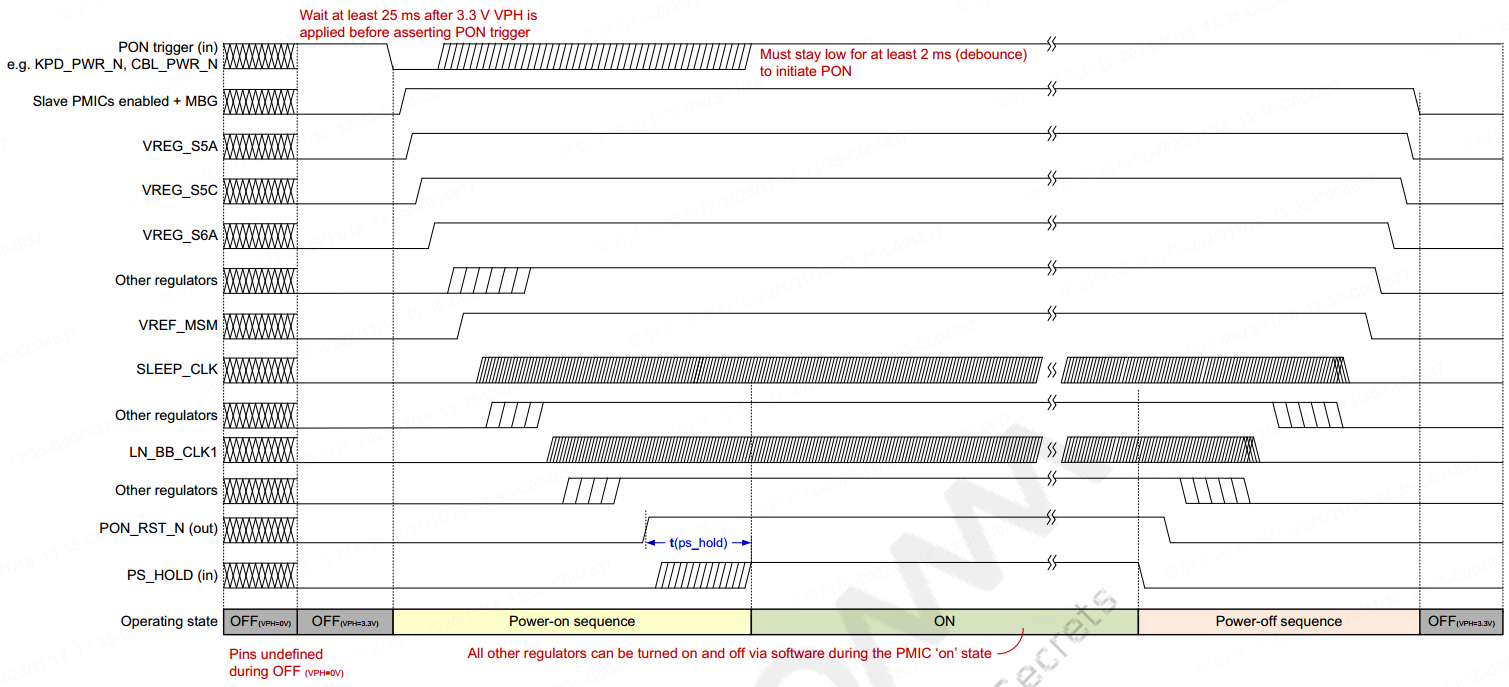 Wait at least 25 ms after 3.3 V VPH is
applied before asserting PON trigger
PON trigger (in)
e.g. KPD_PWR_N, CBL_PWR_N
Must stay low for at least 2 ms (debounce)
to initiate PON
Slave PMICs enabled + MBG
VREG_S5A
VREG_S5C
VREG_S6A
Other regulators
VREF_MSM
SLEEP_CLK
Other regulators
LN_BB_CLK1
Other regulators
PON_RST_N (out)
t(ps_hold)
PS_HOLD (in)
Operating state
OFF(VPH=0V)
OFF(VPH=3.3V)
Power-on sequence
ON
Power-off sequence
OFF(VPH=3.3V)
Pins undefined
during OFF (VPH=0V)
All other regulators can be turned on and off via software during the PMIC ‘on’ state
Secrets